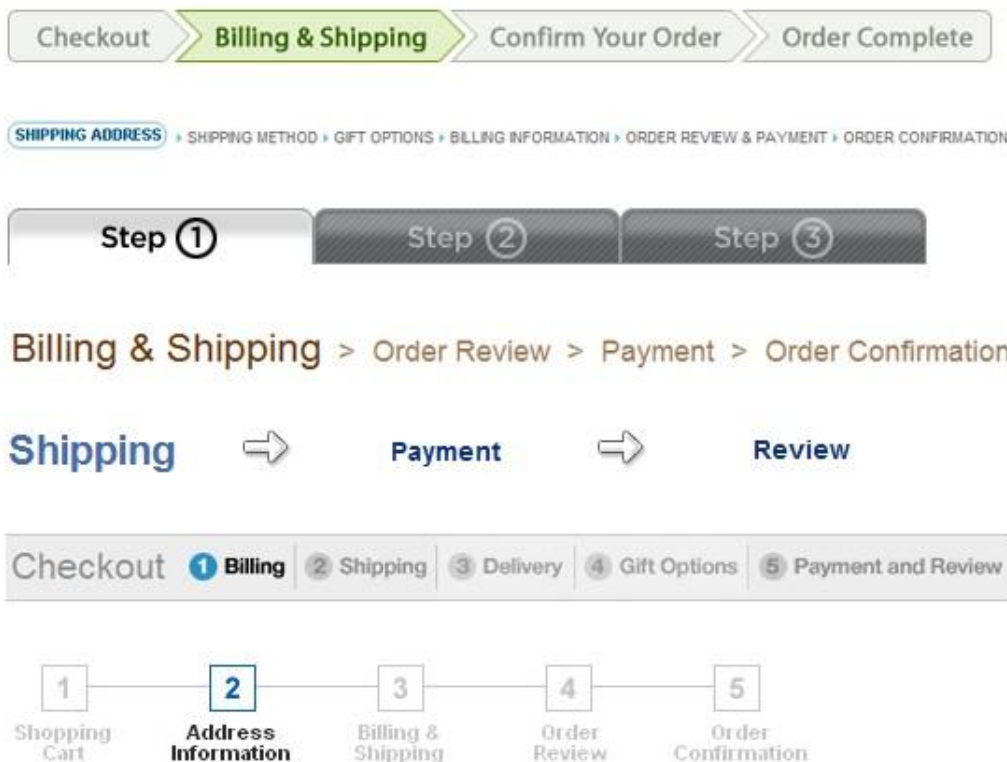 Checkout Billing & Shipping Confirm Your Order Order Complete
SHIPPING ADDRESS SHIPPING METHOD GIFT OPTIONS BILLING INFORMATION ORDER REVIEW & PAYMENT ORDER CONFIRMATION
Step 1 Step 2 Step 3
Billing & Shipping > Order Review > Payment > Order Confirmation
Shipping Payment Review
Checkout 1 Billing 2 Shipping 3 Delivery 4 Gift Options 5 Payment and Review
1 2 3 4 5
Shopping Address Billing & Order Order
Cart Information Shipping Review Confirmation